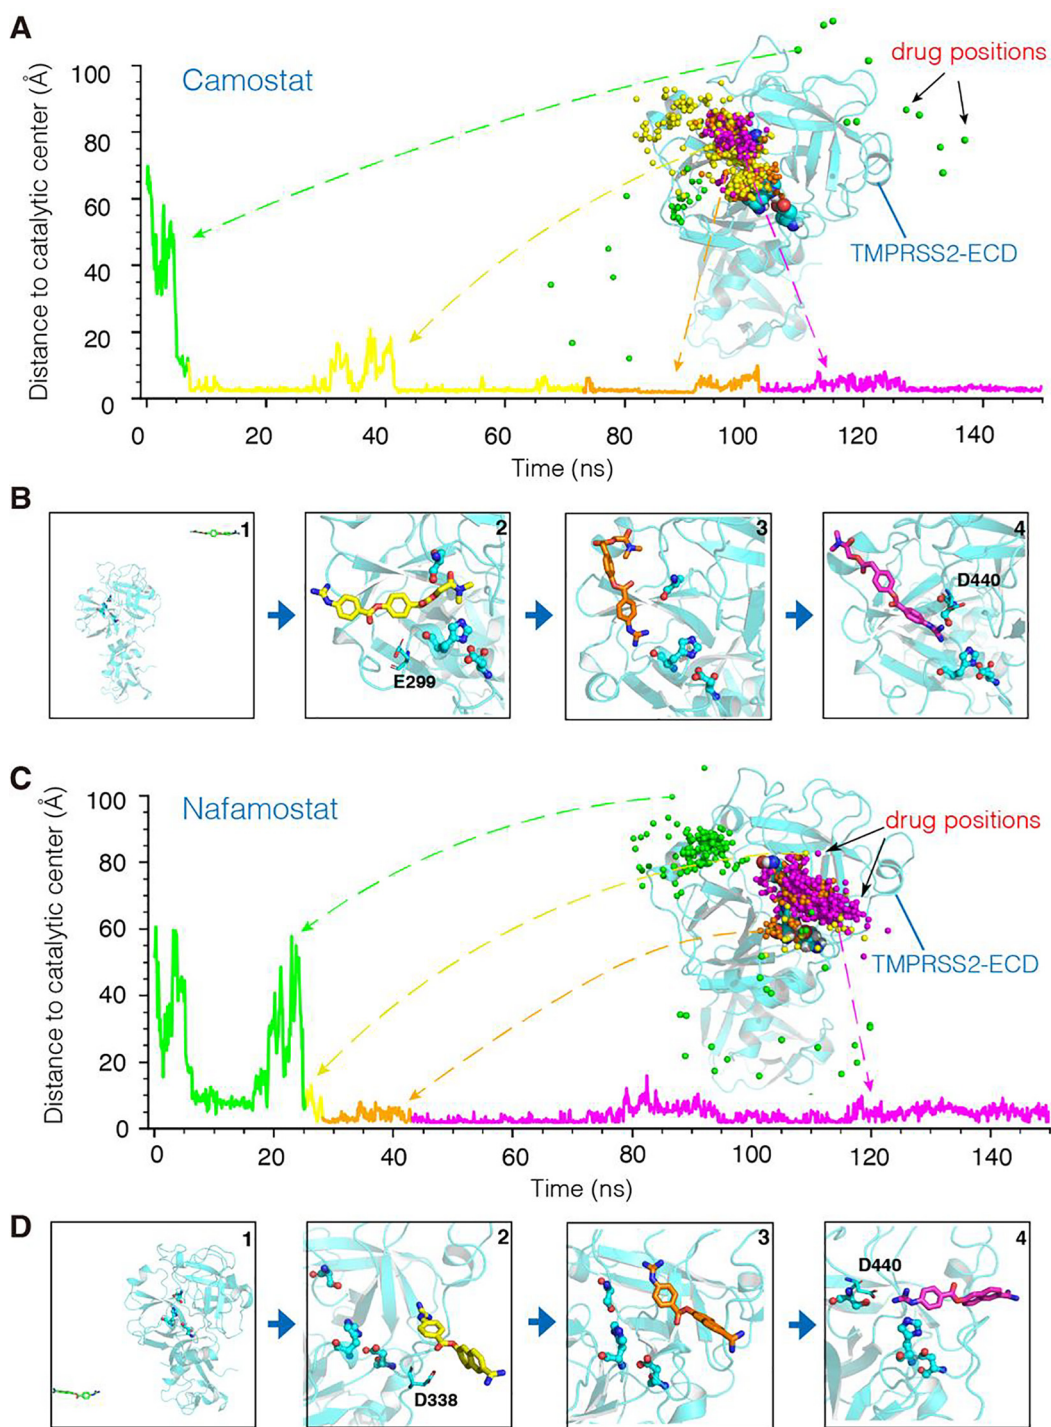 A
Camostat
drug positions
TMPRSS2-ECD
Distance to catalytic center (Å)
100
80
60
40
20
0
0 20 40 60 80 100 120 140
Time (ns)
B
1
2
3
4
E299
D440
C
Nafamostat
drug positions
TMPRSS2-ECD
Distance to catalytic center (Å)
100
80
60
40
20
0
0 20 40 60 80 100 120 140
Time (ns)
D
1
2
3
4
D338
D440